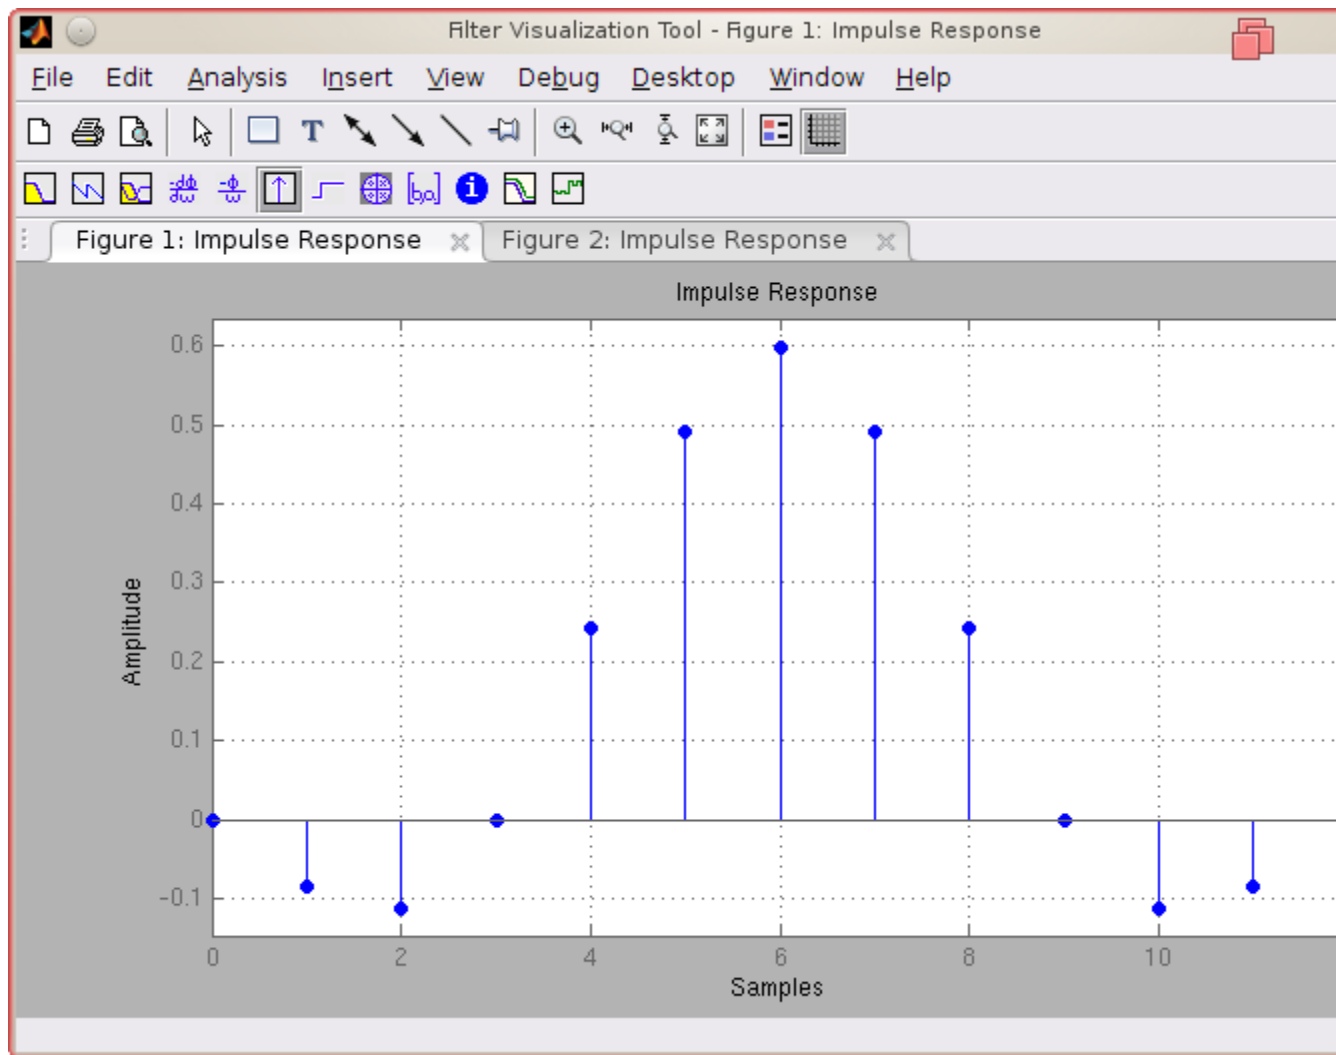 Filter Visualization Tool - Figure 1: Impulse Response
File Edit Analysis Insert View Debug Desktop Window Help
T
-dΦ/dω -Φ/ω [b,a] i
Figure 1: Impulse Response Figure 2: Impulse Response
Impulse Response
0.6
0.5
0.4
0.3
0.2
0.1
0
-0.1
Amplitude
0 2 4 6 8 10
Samples